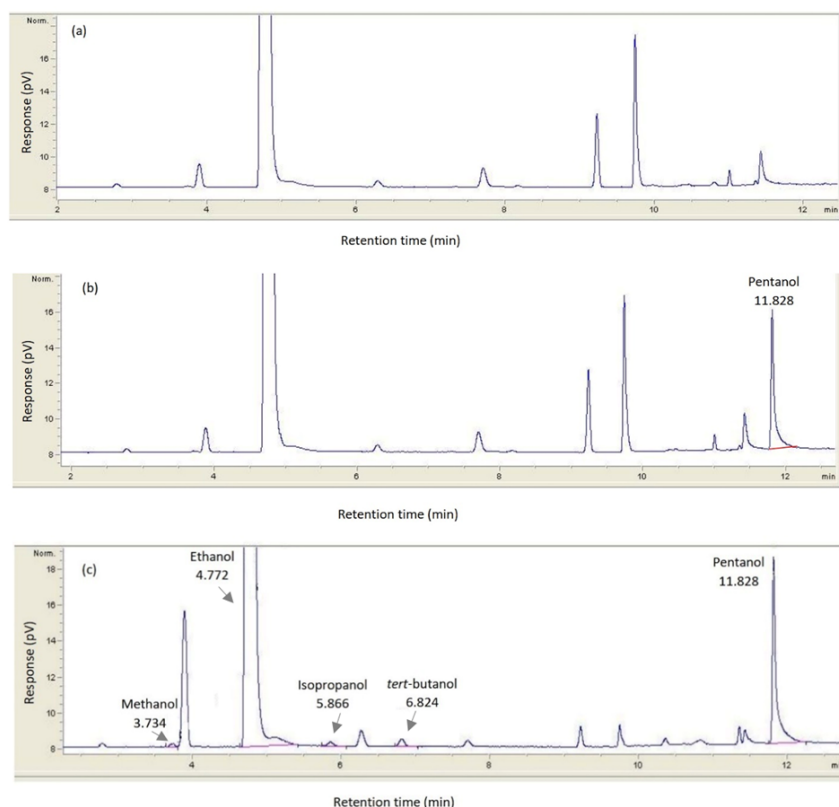 Norm.
(a)
Response (pV)
16
14
12
10
8
2
4
6
8
10
12
min
Retention time (min)
Norm.
(b)
Pentanol
11.828
Response (pV)
16
14
12
10
8
2
4
6
8
10
12
min
Retention time (min)
Norm.
(c)
Ethanol
4.772
Pentanol
11.828
Response (pV)
18
16
14
12
10
8
Methanol
3.734
Isopropanol
5.866
tert-butanol
6.824
4
6
8
10
12
min
Retention time (min)